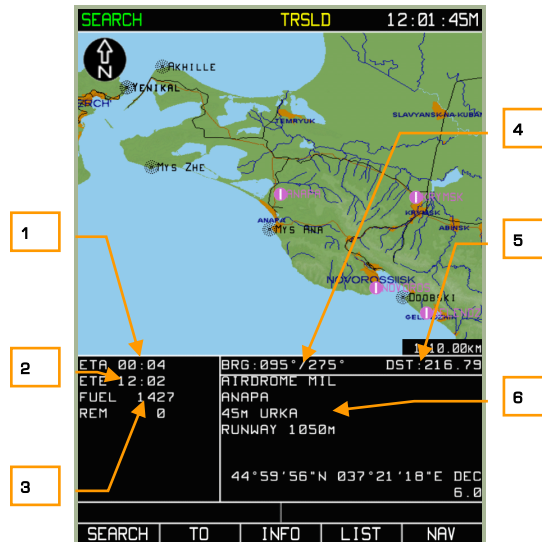 SEARCH TRSLD 12:01:45M
N
AKHILLE
YENIKAL
TEMRYUK
SLAVYANSK-NA-KUBAN
MYS ZHE
ANAPA
MYS ANA
KRYMSK
ABINSK
NOVOROSSIISK
DOOBSKI
10.00KM
1
2
3
4
5
6
ETA 00:04
ETE 12:02
FUEL 1427
REM 0
BRG:095°/275° DST:216.79
AIRDROME MIL
ANAPA
45M URKA
RUNWAY 1050M
44°59'56"N 037°21'18"E DEC
6.0
SEARCH TO INFO LIST NAV